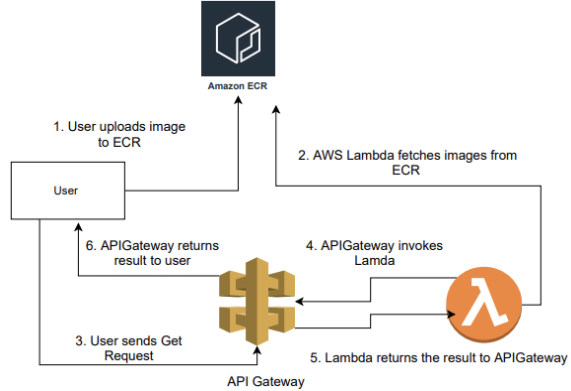 Amazon ECR
1. User uploads image
to ECR
2. AWS Lambda fetches images from
ECR
User
6. APIGateway returns
result to user
4. APIGateway invokes
Lamda
3. User sends Get
Request
5. Lambda returns the result to APIGateway
API Gateway